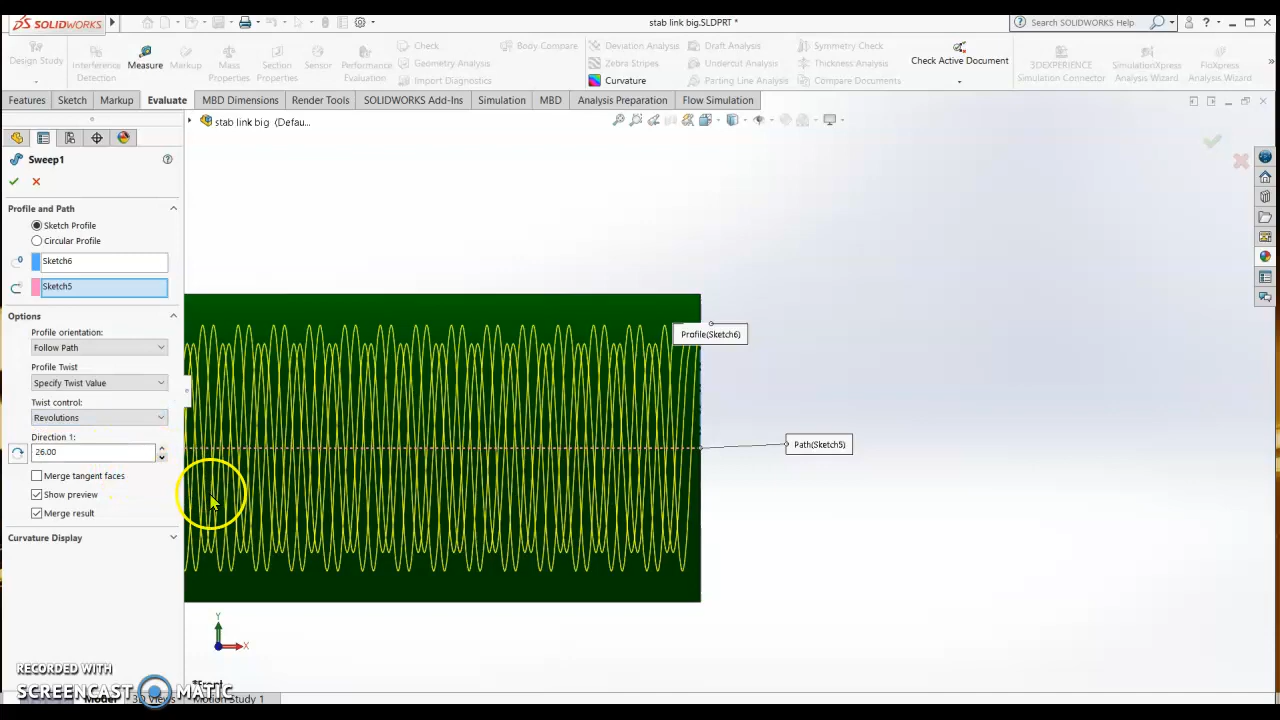 SOLIDWORKS
stab link big.SLDPRT *
Search SOLIDWORKS Help
?
Design Study
Interference Detection
Measure
Markup
Mass Properties
Section Properties
Sensor
Performance Evaluation
Check
Geometry Analysis
Import Diagnostics
Body Compare
Deviation Analysis
Zebra Stripes
Curvature
Draft Analysis
Undercut Analysis
Parting Line Analysis
Symmetry Check
Thickness Analysis
Compare Documents
Check Active Document
3DEXPERIENCE Simulation Connector
SimulationXpress Analysis Wizard
FloXpress Analysis Wizard
Features
Sketch
Markup
Evaluate
MBD Dimensions
Render Tools
SOLIDWORKS Add-Ins
Simulation
MBD
Analysis Preparation
Flow Simulation
stab link big (Defau...
Sweep1
Profile and Path
Sketch Profile
Circular Profile
Sketch6
Sketch5
Options
Profile orientation:
Follow Path
Profile Twist
Specify Twist Value
Twist control:
Revolutions
Direction 1:
26.00
Merge tangent faces
Show preview
Merge result
Curvature Display
Profile(Sketch6)
Path(Sketch5)
Y
X
*Front
RECORDED WITH
SCREENCAST MATIC
Model
3D Views
Motion Study 1